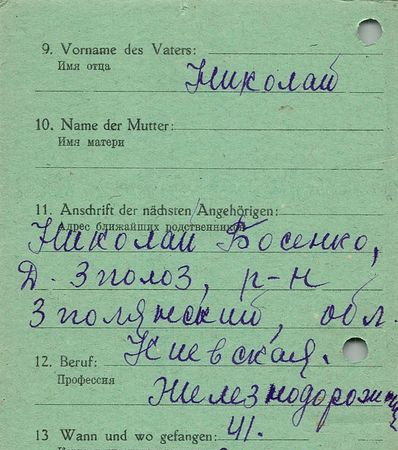 9. Vorname des Vaters:
Имя отца
Николай
10. Name der Mutter:
Имя матери
11. Anschrift der nächsten Angehörigen:
Адрес ближайших родственников
Николай Босенко,
Д. Зполоз, р-н
Зполянский, обл.
Киевская.
12. Beruf:
Профессия
Железнодорожник
13 Wann und wo gefangen: 41.